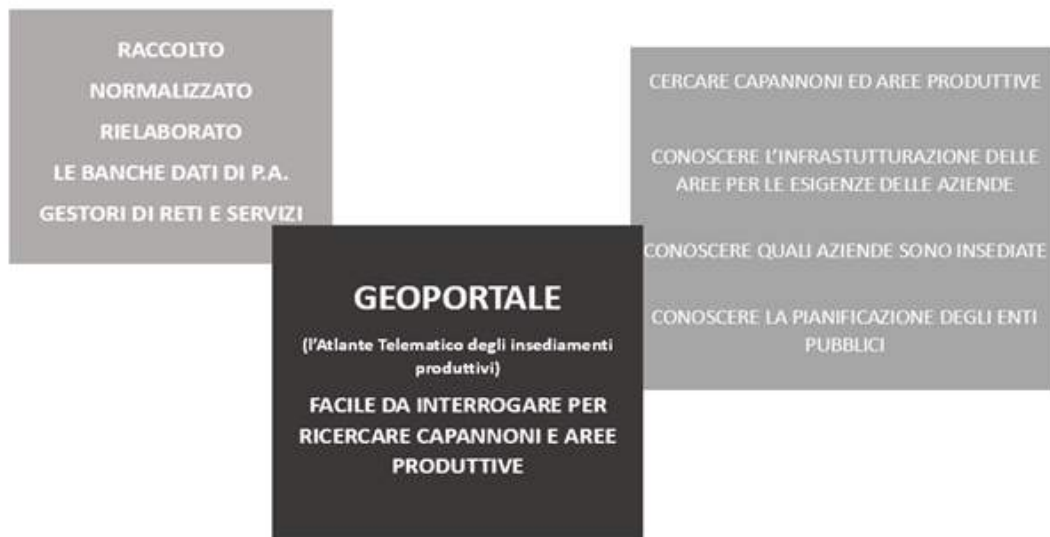 RACCOLTO
NORMALIZZATO
RIELABORATO
LE BANCHE DATI DI P.A.
GESTORI DI RETI E SERVIZI
GEOPORTALE
(l'Atlante Telematico degli insediamenti
produttivi)
FACILE DA INTERROGARE PER
RICERCARE CAPANNONI E AREE
PRODUTTIVE
CERCARE CAPANNONI ED AREE PRODUTTIVE
CONOSCERE L'INFRASTUTTURAZIONE DELLE
AREE PER LE ESIGENZE DELLE AZIENDE
CONOSCERE QUALI AZIENDE SONO INSEDIATE
CONOSCERE LA PIANIFICAZIONE DEGLI ENTI
PUBBLICI